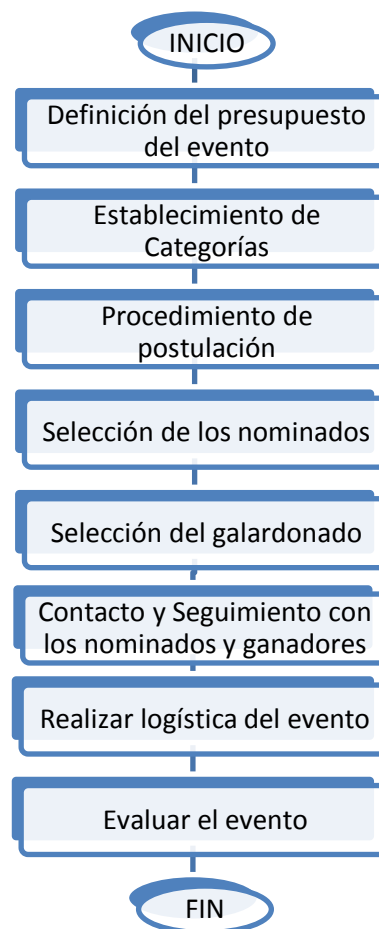 INICIO
Definición del presupuesto
del evento
Establecimiento de
Categorías
Procedimiento de
postulación
Selección de los nominados
Selección del galardonado
Contacto y Seguimiento con
los nominados y ganadores
Realizar logística del evento
Evaluar el evento
FIN